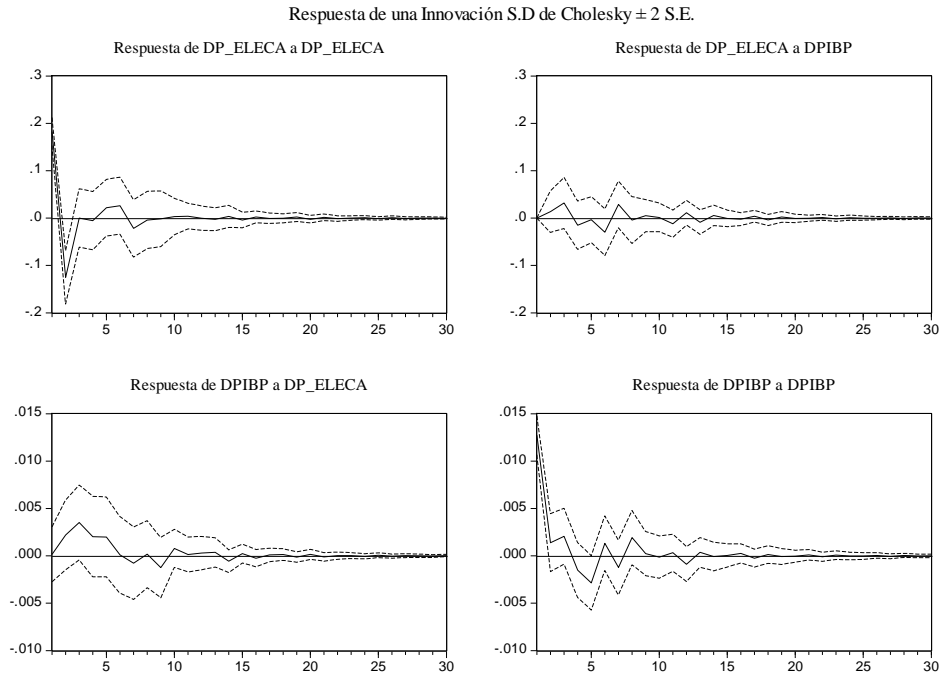 Respuesta de una Innovación S.D de Cholesky ± 2 S.E.
Respuesta de DP_ELECA a DP_ELECA
.3
.2
.1
.0
-.1
-.2
5 10 15 20 25 30
Respuesta de DP_ELECA a DPIBP
.3
.2
.1
.0
-.1
-.2
5 10 15 20 25 30
Respuesta de DPIBP a DP_ELECA
.015
.010
.005
.000
-.005
-.010
5 10 15 20 25 30
Respuesta de DPIBP a DPIBP
.015
.010
.005
.000
-.005
-.010
5 10 15 20 25 30